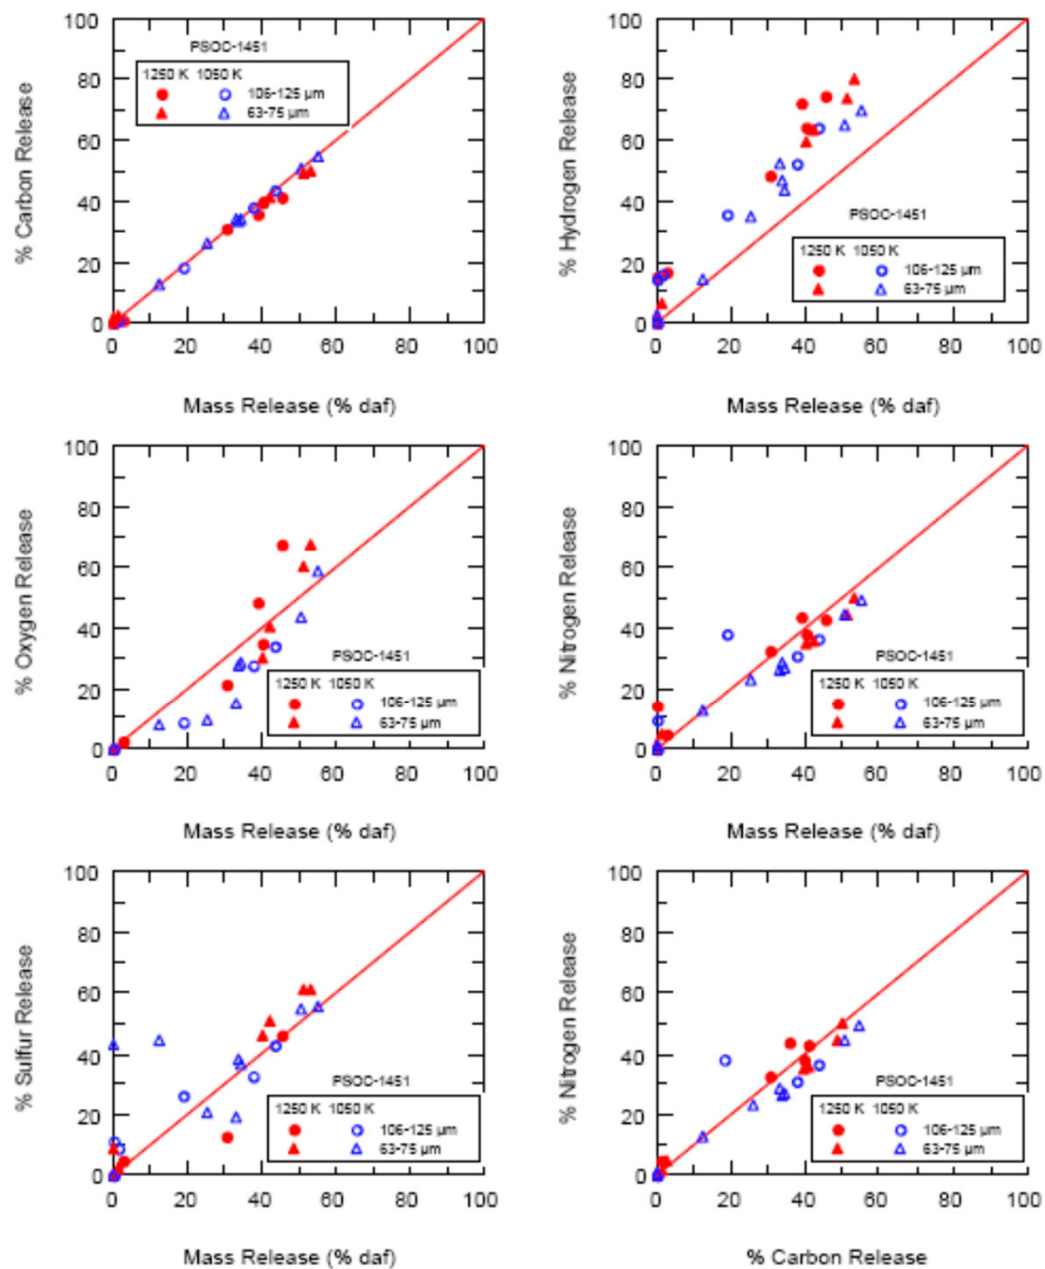 % Carbon Release
100
80
60
40
20
0
PSOC-1451
1250 K 1050 K
106-125 µm
63-75 µm
0 20 40 60 80 100
Mass Release (% daf)
% Hydrogen Release
100
80
60
40
20
0
PSOC-1451
1250 K 1050 K
106-125 µm
63-75 µm
0 20 40 60 80 100
Mass Release (% daf)
% Oxygen Release
100
80
60
40
20
0
PSOC-1451
1250 K 1050 K
106-125 µm
63-75 µm
0 20 40 60 80 100
Mass Release (% daf)
% Nitrogen Release
100
80
60
40
20
0
PSOC-1451
1250 K 1050 K
106-125 µm
63-75 µm
0 20 40 60 80 100
Mass Release (% daf)
% Sulfur Release
100
80
60
40
20
0
PSOC-1451
1250 K 1050 K
106-125 µm
63-75 µm
0 20 40 60 80 100
Mass Release (% daf)
% Nitrogen Release
100
80
60
40
20
0
PSOC-1451
1250 K 1050 K
106-125 µm
63-75 µm
0 20 40 60 80 100
% Carbon Release